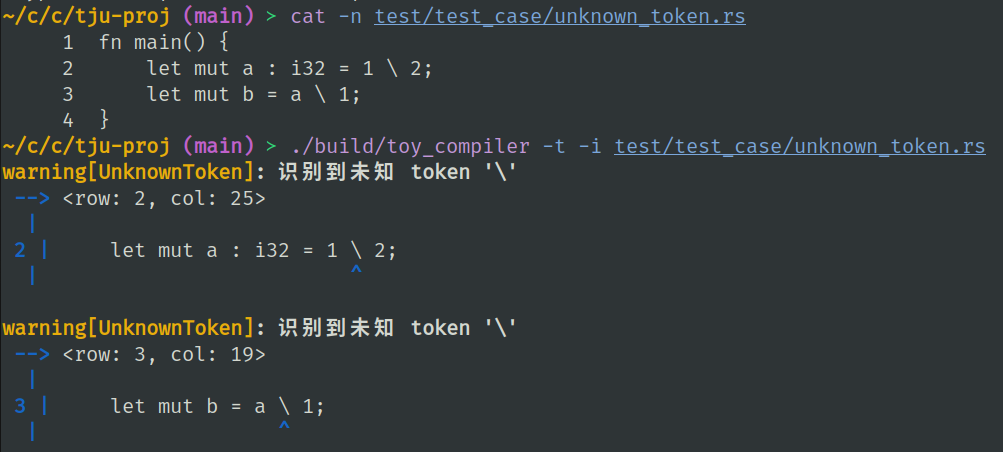 ~/c/c/tju-proj (main) > cat -n test/test_case/unknown_token.rs
     1  fn main() {
     2      let mut a : i32 = 1 \ 2;
     3      let mut b = a \ 1;
     4  }
~/c/c/tju-proj (main) > ./build/toy_compiler -t -i test/test_case/unknown_token.rs
warning[UnknownToken]: 识别到未知 token '\'
 --> <row: 2, col: 25>
  |
 2 |     let mut a : i32 = 1 \ 2;
  |                          ^
warning[UnknownToken]: 识别到未知 token '\'
 --> <row: 3, col: 19>
  |
 3 |     let mut b = a \ 1;
  |                    ^